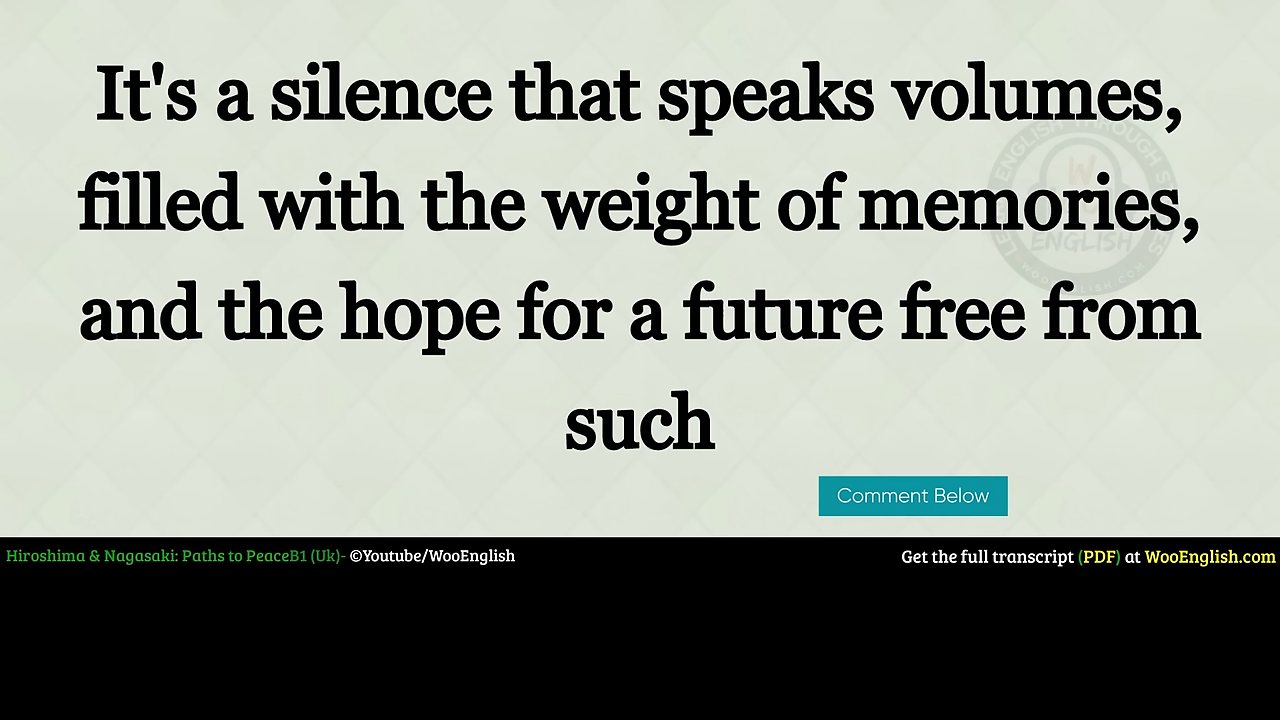 It's a silence that speaks volumes,
filled with the weight of memories,
and the hope for a future free from
such
Comment Below
Hiroshima & Nagasaki: Paths to PeaceB1 (Uk)- ©Youtube/WooEnglish
Get the full transcript (PDF) at WooEnglish.com